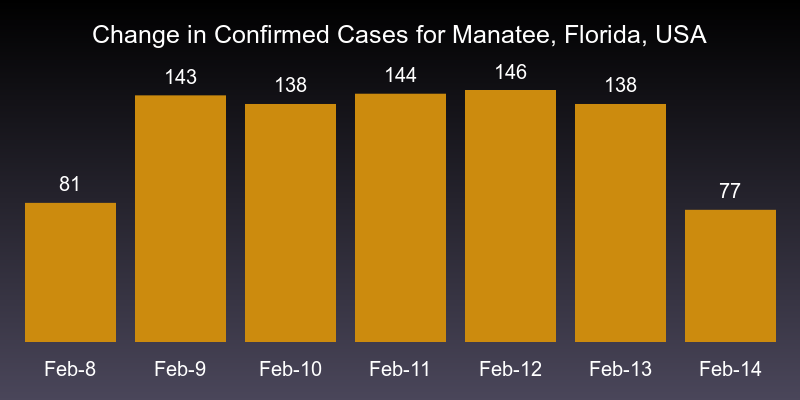 Change in Confirmed Cases for Manatee, Florida, USA
81
143
138
144
146
138
77
Feb-8
Feb-9
Feb-10
Feb-11
Feb-12
Feb-13
Feb-14